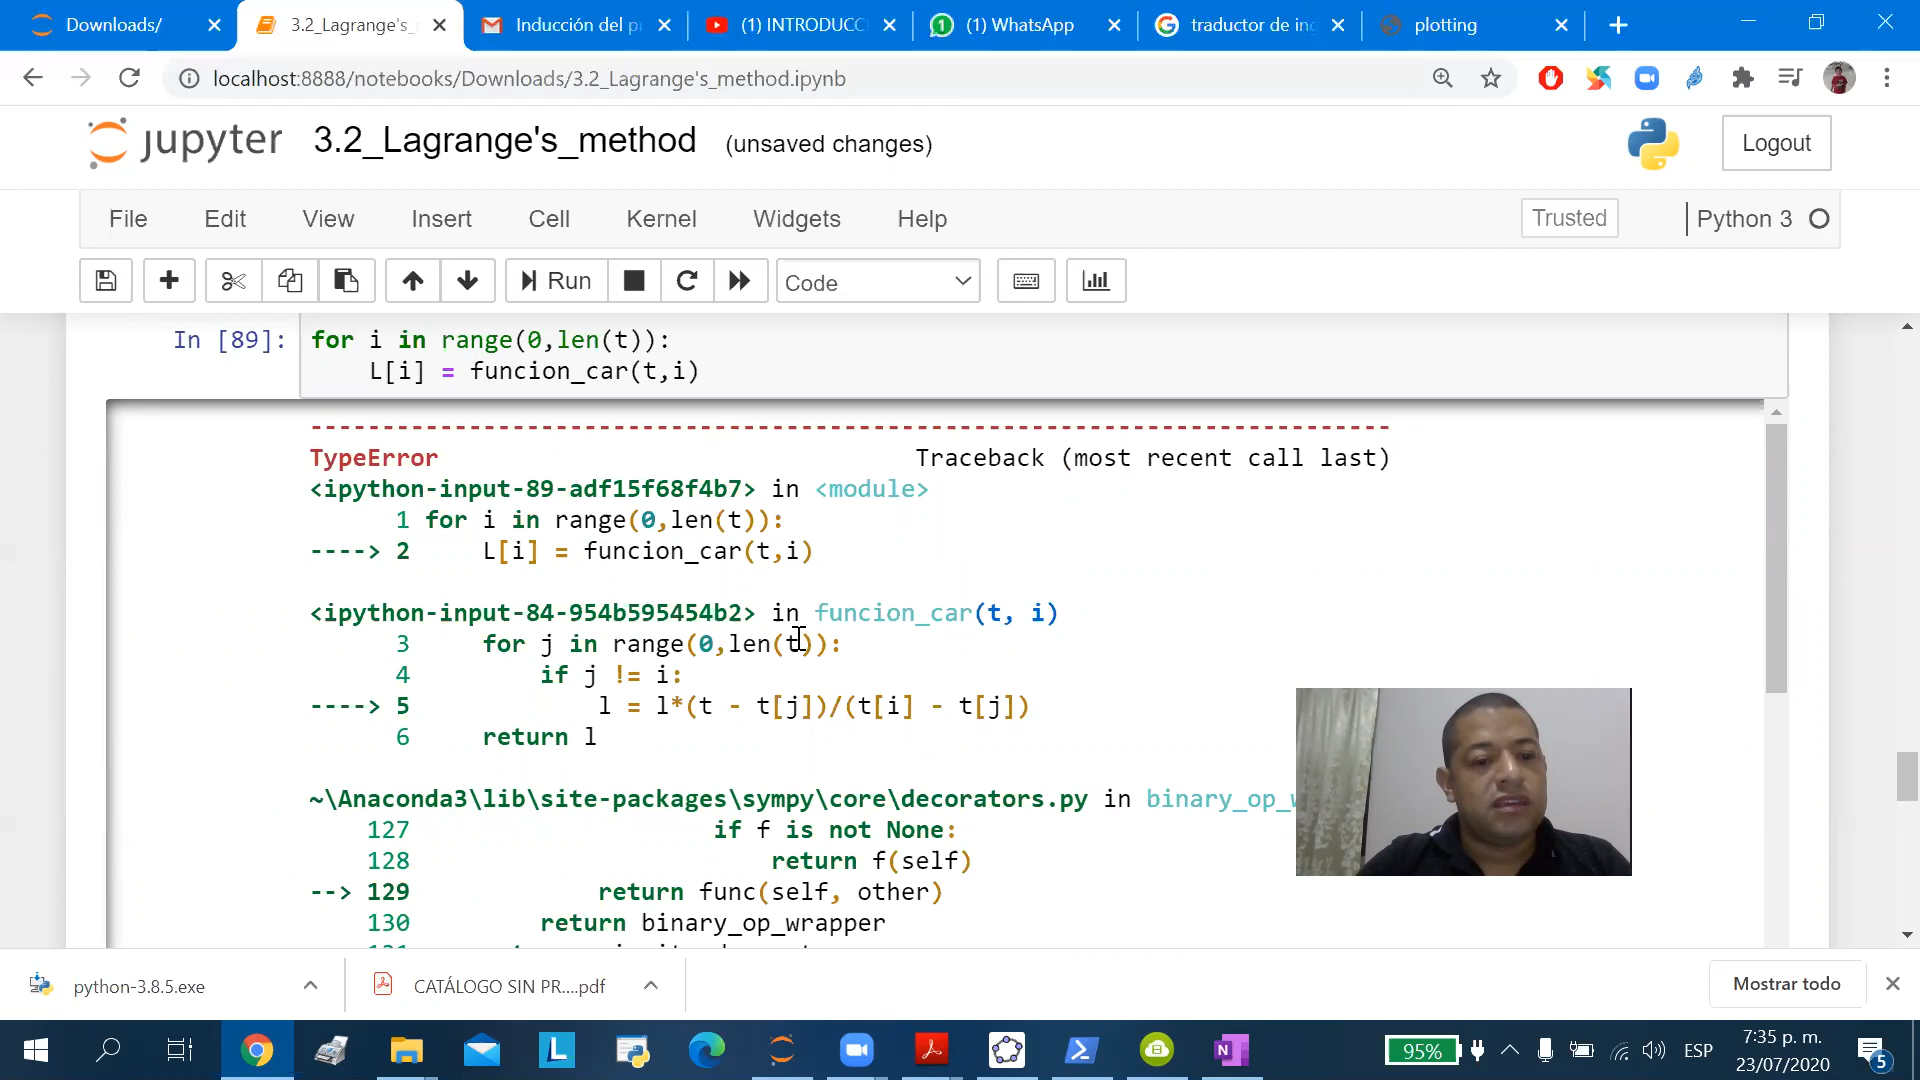 Downloads/
3.2_Lagrange's_
Inducción del p
(1) INTRODUCC
(1) WhatsApp
traductor de in
plotting
localhost:8888/notebooks/Downloads/3.2_Lagrange's_method.ipynb
jupyter
3.2_Lagrange's_method (unsaved changes)
Logout
File Edit View Insert Cell Kernel Widgets Help
Trusted
Python 3
Run
Code
In [89]:
for i in range(0,len(t)):
    L[i] = funcion_car(t,i)
---------------------------------------------------------------------------
TypeError                                 Traceback (most recent call last)
<ipython-input-89-adf15f68f4b7> in <module>
      1 for i in range(0,len(t)):
----> 2     L[i] = funcion_car(t,i)
<ipython-input-84-954b595454b2> in funcion_car(t, i)
      3     for j in range(0,len(t)):
      4         if j != i:
----> 5             l = l*(t - t[j])/(t[i] - t[j])
      6     return l
~\Anaconda3\lib\site-packages\sympy\core\decorators.py in binary_op_w
    127                     if f is not None:
    128                         return f(self)
--> 129             return func(self, other)
    130         return binary_op_wrapper
python-3.8.5.exe
CATÁLOGO SIN PR....pdf
Mostrar todo
95%
ESP
7:35 p. m.
23/07/2020
5